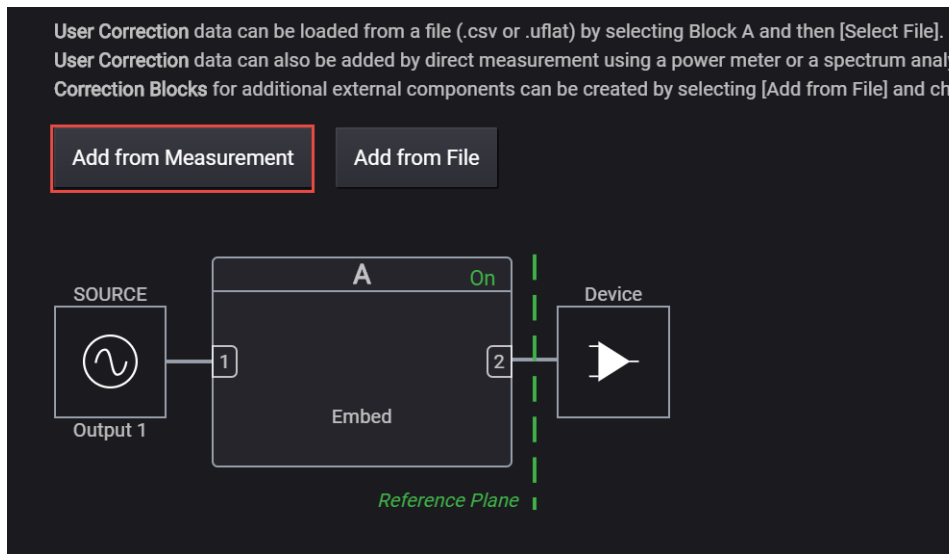 User Correction data can be loaded from a file (.csv or .uflat) by selecting Block A and then [Select File].
User Correction data can also be added by direct measurement using a power meter or a spectrum
Correction Blocks for additional external components can be created by selecting [Add from File] and
Add from Measurement
Add from File
A
On
SOURCE
Device
1
2
Embed
Output 1
Reference Plane